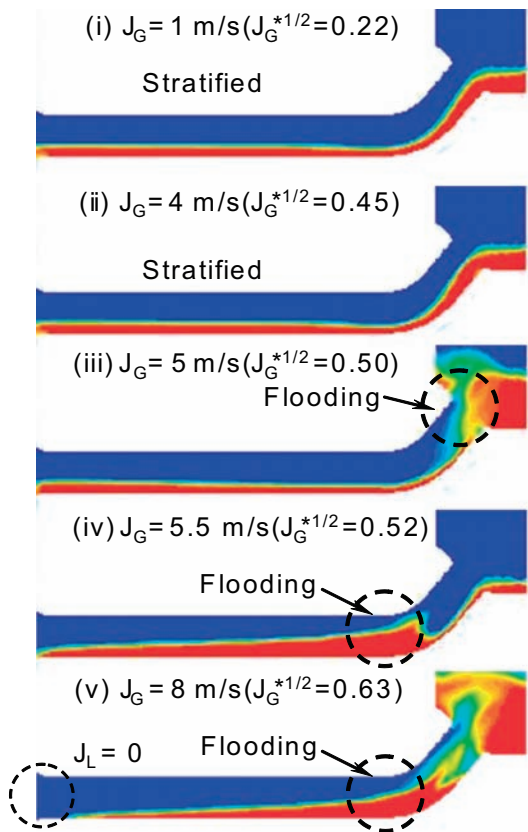 (i) J_G = 1 m/s(J_G*1/2=0.22)
Stratified
(ii) J_G = 4 m/s(J_G*1/2=0.45)
Stratified
(iii) J_G = 5 m/s(J_G*1/2=0.50)
Flooding
(iv) J_G = 5.5 m/s(J_G*1/2=0.52)
Flooding
(v) J_G = 8 m/s(J_G*1/2=0.63)
J_L = 0 Flooding